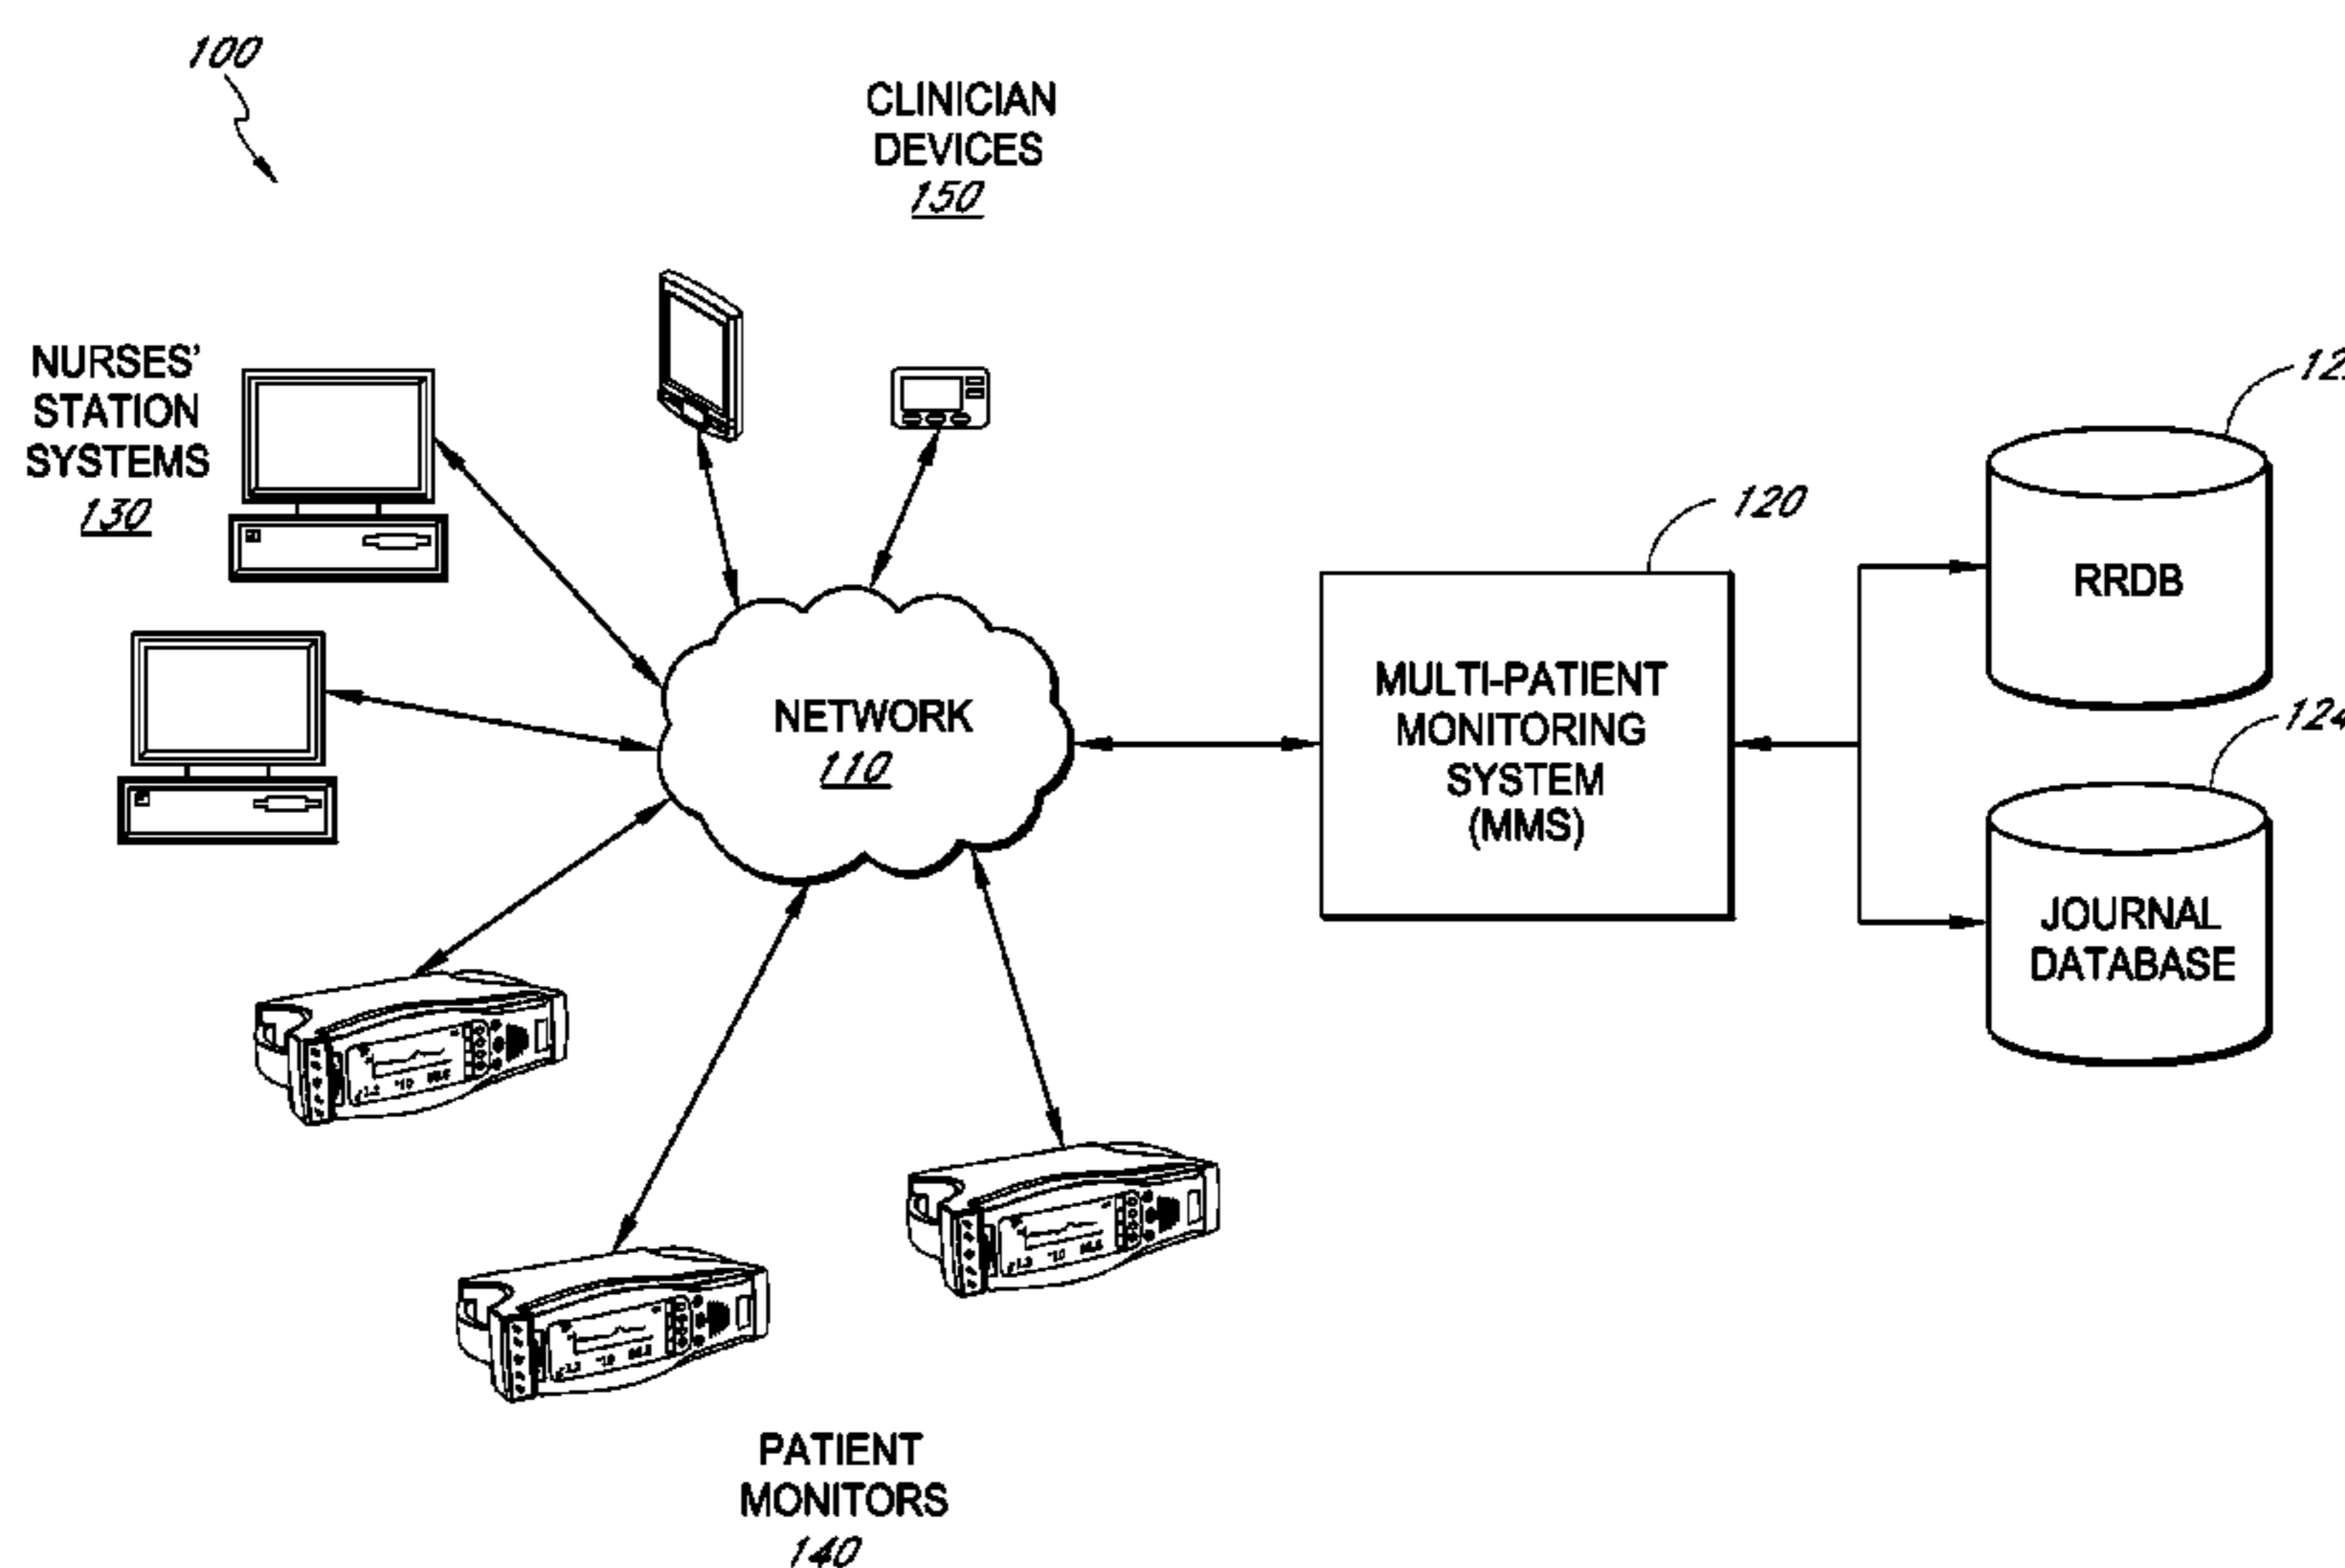 100
CLINICIAN
DEVICES
150
NURSES'
STATION
SYSTEMS
130
120
RRDB
MULTI-PATIENT
MONITORING
SYSTEM
(MMS)
NETWORK
110
124
JOURNAL
DATABASE
PATIENT
MONITORS
140